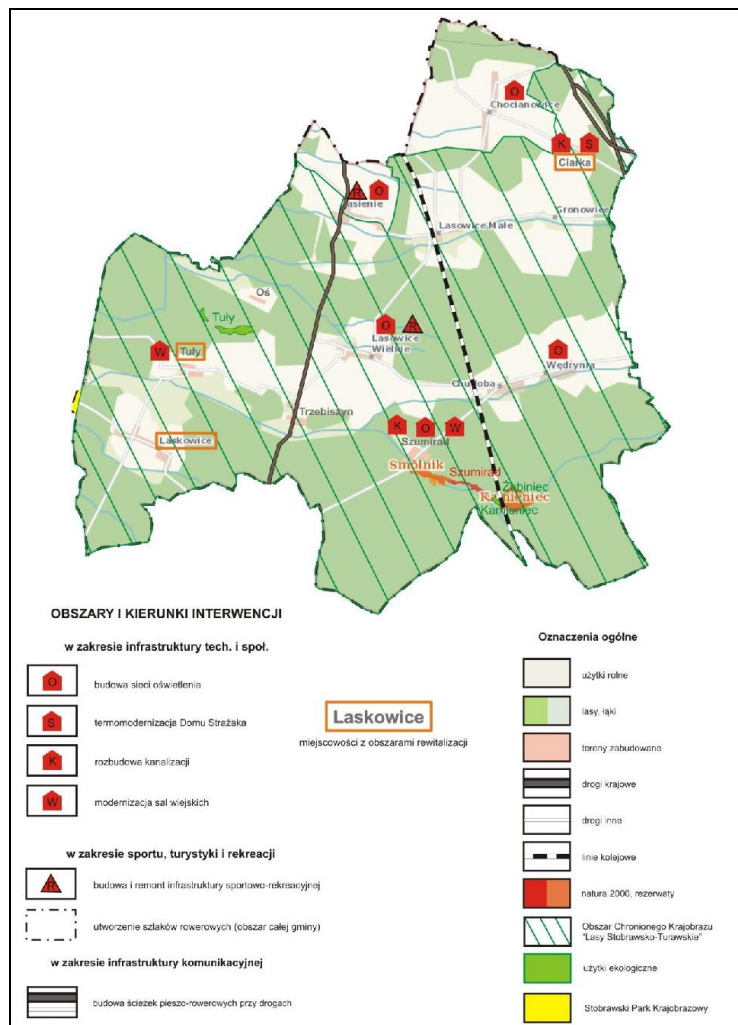 O
Chocianowice
K S
Ciarka
R O
Jasienie
Gronowiec
Lasowice Małe
Oś
Tuły
O R
Lasowice
Wielkie
W Tuły
O
Wędrynia
Chudoba
Trzebiszyn
K O W
Laskowice
Szumirad
Smolnik
Szumirad
Żabiniec
Kamieniec
Kamieniec
OBSZARY I KIERUNKI INTERWENCJI
w zakresie infrastruktury tech. i społ.
O budowa sieci oświetlenia
S termomodernizacja Domu Strażaka
K rozbudowa kanalizacji
W modernizacja sal wiejskich
Laskowice
miejscowości z obszarami rewitalizacji
w zakresie sportu, turystyki i rekreacji
R budowa i remont infrastruktury sportowo-rekreacyjnej
utworzenie szlaków rowerowych (obszar całej gminy)
w zakresie infrastruktury komunikacyjnej
budowa ścieżek pieszo-rowerowych przy drogach
Oznaczenia ogólne
użytki rolne
lasy, łąki
tereny zabudowane
drogi krajowe
drogi inne
linie kolejowe
natura 2000, rezerwaty
Obszar Chronionego Krajobrazu
"Lasy Stobrawsko-Turawskie"
użytki ekologiczne
Stobrawski Park Krajobrazowy